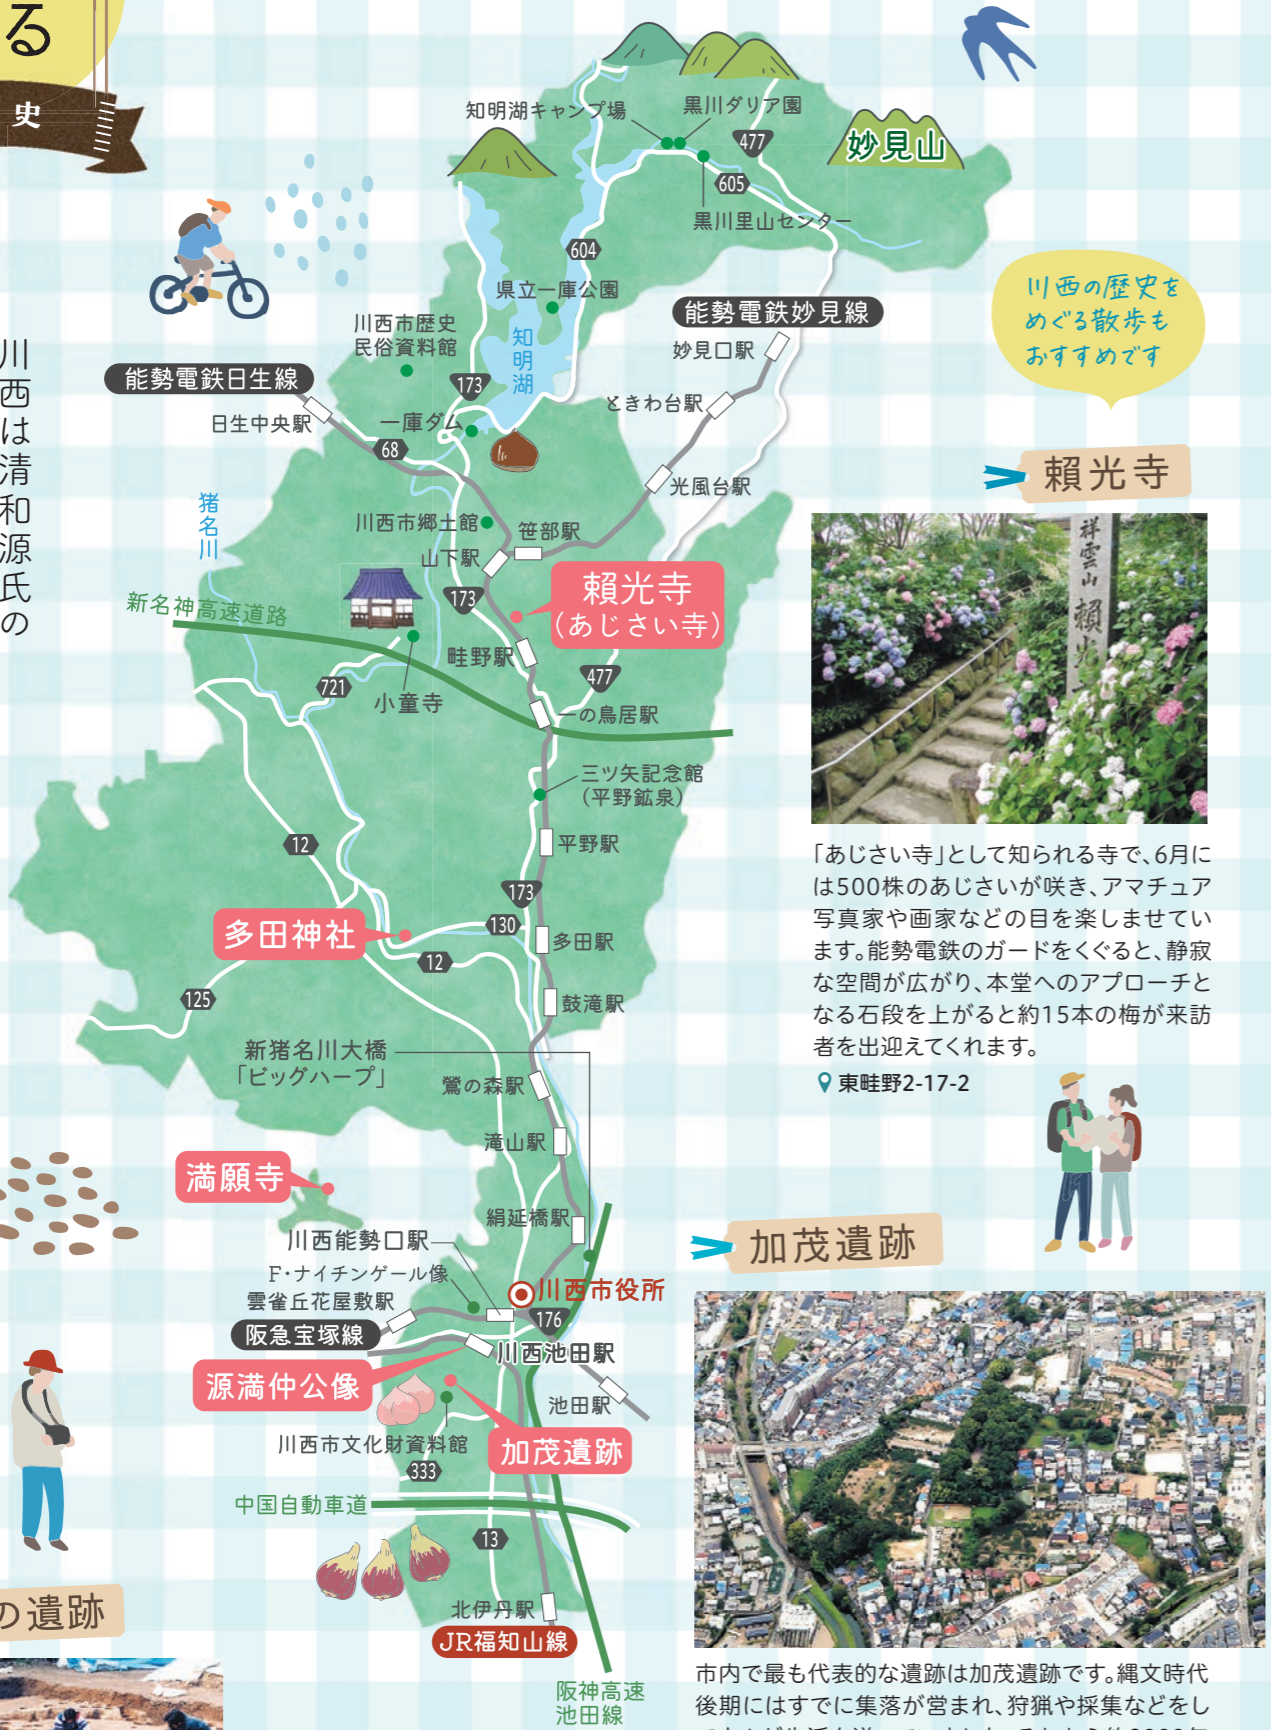 る
史
川西は清和源氏の
知明湖キャンプ場
黒川ダリア園
477
妙見山
605
黒川里山センター
604
県立一庫公園
川西市歴史
民俗資料館
知明湖
能勢電鉄妙見線
妙見口駅
川西の歴史を
めぐる散歩も
おすすめです
能勢電鉄日生線
日生中央駅
173
ときわ台駅
一庫ダム
68
光風台駅
猪名川
川西市郷土館
笹部駅
山下駅
新名神高速道路
173
頼光寺
(あじさい寺)
畦野駅
477
721
小童寺
一の鳥居駅
三ツ矢記念館
(平野鉱泉)
12
平野駅
173
130
多田神社
多田駅
12
125
鼓滝駅
新猪名川大橋
「ビッグハープ」
鶯の森駅
滝山駅
満願寺
絹延橋駅
川西能勢口駅
F・ナイチンゲール像
雲雀丘花屋敷駅
川西市役所
176
阪急宝塚線
川西池田駅
源満仲公像
池田駅
川西市文化財資料館
加茂遺跡
333
中国自動車道
13
北伊丹駅
JR福知山線
阪神高速
池田線
頼光寺
祥雲山 頼光
「あじさい寺」として知られる寺で、6月に
は500株のあじさいが咲き、アマチュア
写真家や画家などの目を楽しませてい
ます。能勢電鉄のガードをくぐると、静寂
な空間が広がり、本堂へのアプローチと
なる石段を上がると約15本の梅が来訪
者を出迎えてくれます。
東畦野2-17-2
加茂遺跡
市内で最も代表的な遺跡は加茂遺跡です。縄文時代
後期にはすでに集落が営まれ、狩猟や採集などをし
の遺跡